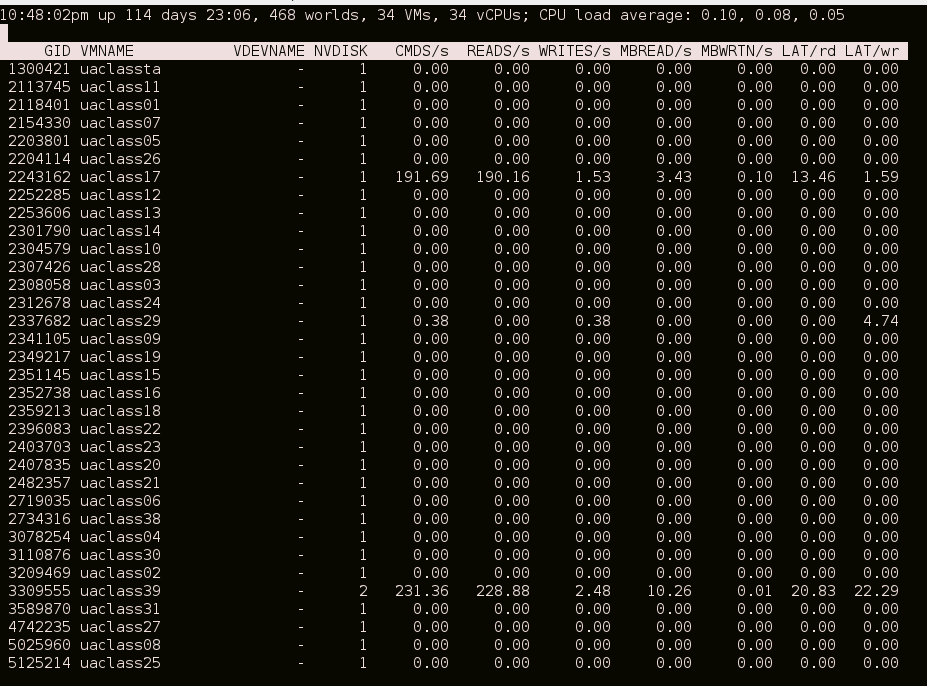 10:48:02pm up 114 days 23:06, 468 worlds, 34 VMs, 34 vCPUs; CPU load average: 0.10, 0.08, 0.05
GID VMNAME VDEVNAME NVDISK CMDS/s READS/s WRITES/s MBREAD/s MBWRTN/s LAT/rd LAT/wr
1300421 uaclassta - 1 0.00 0.00 0.00 0.00 0.00 0.00 0.00
2113745 uaclass11 - 1 0.00 0.00 0.00 0.00 0.00 0.00 0.00
2118401 uaclass01 - 1 0.00 0.00 0.00 0.00 0.00 0.00 0.00
2154330 uaclass07 - 1 0.00 0.00 0.00 0.00 0.00 0.00 0.00
2203801 uaclass05 - 1 0.00 0.00 0.00 0.00 0.00 0.00 0.00
2204114 uaclass26 - 1 0.00 0.00 0.00 0.00 0.00 0.00 0.00
2243162 uaclass17 - 1 191.69 190.16 1.53 3.43 0.10 13.46 1.59
2252285 uaclass12 - 1 0.00 0.00 0.00 0.00 0.00 0.00 0.00
2253606 uaclass13 - 1 0.00 0.00 0.00 0.00 0.00 0.00 0.00
2301790 uaclass14 - 1 0.00 0.00 0.00 0.00 0.00 0.00 0.00
2304579 uaclass10 - 1 0.00 0.00 0.00 0.00 0.00 0.00 0.00
2307426 uaclass28 - 1 0.00 0.00 0.00 0.00 0.00 0.00 0.00
2308058 uaclass03 - 1 0.00 0.00 0.00 0.00 0.00 0.00 0.00
2312678 uaclass24 - 1 0.00 0.00 0.00 0.00 0.00 0.00 0.00
2337682 uaclass29 - 1 0.38 0.00 0.38 0.00 0.00 0.00 4.74
2341105 uaclass09 - 1 0.00 0.00 0.00 0.00 0.00 0.00 0.00
2349217 uaclass19 - 1 0.00 0.00 0.00 0.00 0.00 0.00 0.00
2351145 uaclass15 - 1 0.00 0.00 0.00 0.00 0.00 0.00 0.00
2352738 uaclass16 - 1 0.00 0.00 0.00 0.00 0.00 0.00 0.00
2359213 uaclass18 - 1 0.00 0.00 0.00 0.00 0.00 0.00 0.00
2396083 uaclass22 - 1 0.00 0.00 0.00 0.00 0.00 0.00 0.00
2403703 uaclass23 - 1 0.00 0.00 0.00 0.00 0.00 0.00 0.00
2407835 uaclass20 - 1 0.00 0.00 0.00 0.00 0.00 0.00 0.00
2482357 uaclass21 - 1 0.00 0.00 0.00 0.00 0.00 0.00 0.00
2719035 uaclass06 - 1 0.00 0.00 0.00 0.00 0.00 0.00 0.00
2734316 uaclass38 - 1 0.00 0.00 0.00 0.00 0.00 0.00 0.00
3078254 uaclass04 - 1 0.00 0.00 0.00 0.00 0.00 0.00 0.00
3110876 uaclass30 - 1 0.00 0.00 0.00 0.00 0.00 0.00 0.00
3209469 uaclass02 - 1 0.00 0.00 0.00 0.00 0.00 0.00 0.00
3309555 uaclass39 - 2 231.36 228.88 2.48 10.26 0.01 20.83 22.29
3589870 uaclass31 - 1 0.00 0.00 0.00 0.00 0.00 0.00 0.00
4742235 uaclass27 - 1 0.00 0.00 0.00 0.00 0.00 0.00 0.00
5025960 uaclass08 - 1 0.00 0.00 0.00 0.00 0.00 0.00 0.00
5125214 uaclass25 - 1 0.00 0.00 0.00 0.00 0.00 0.00 0.00